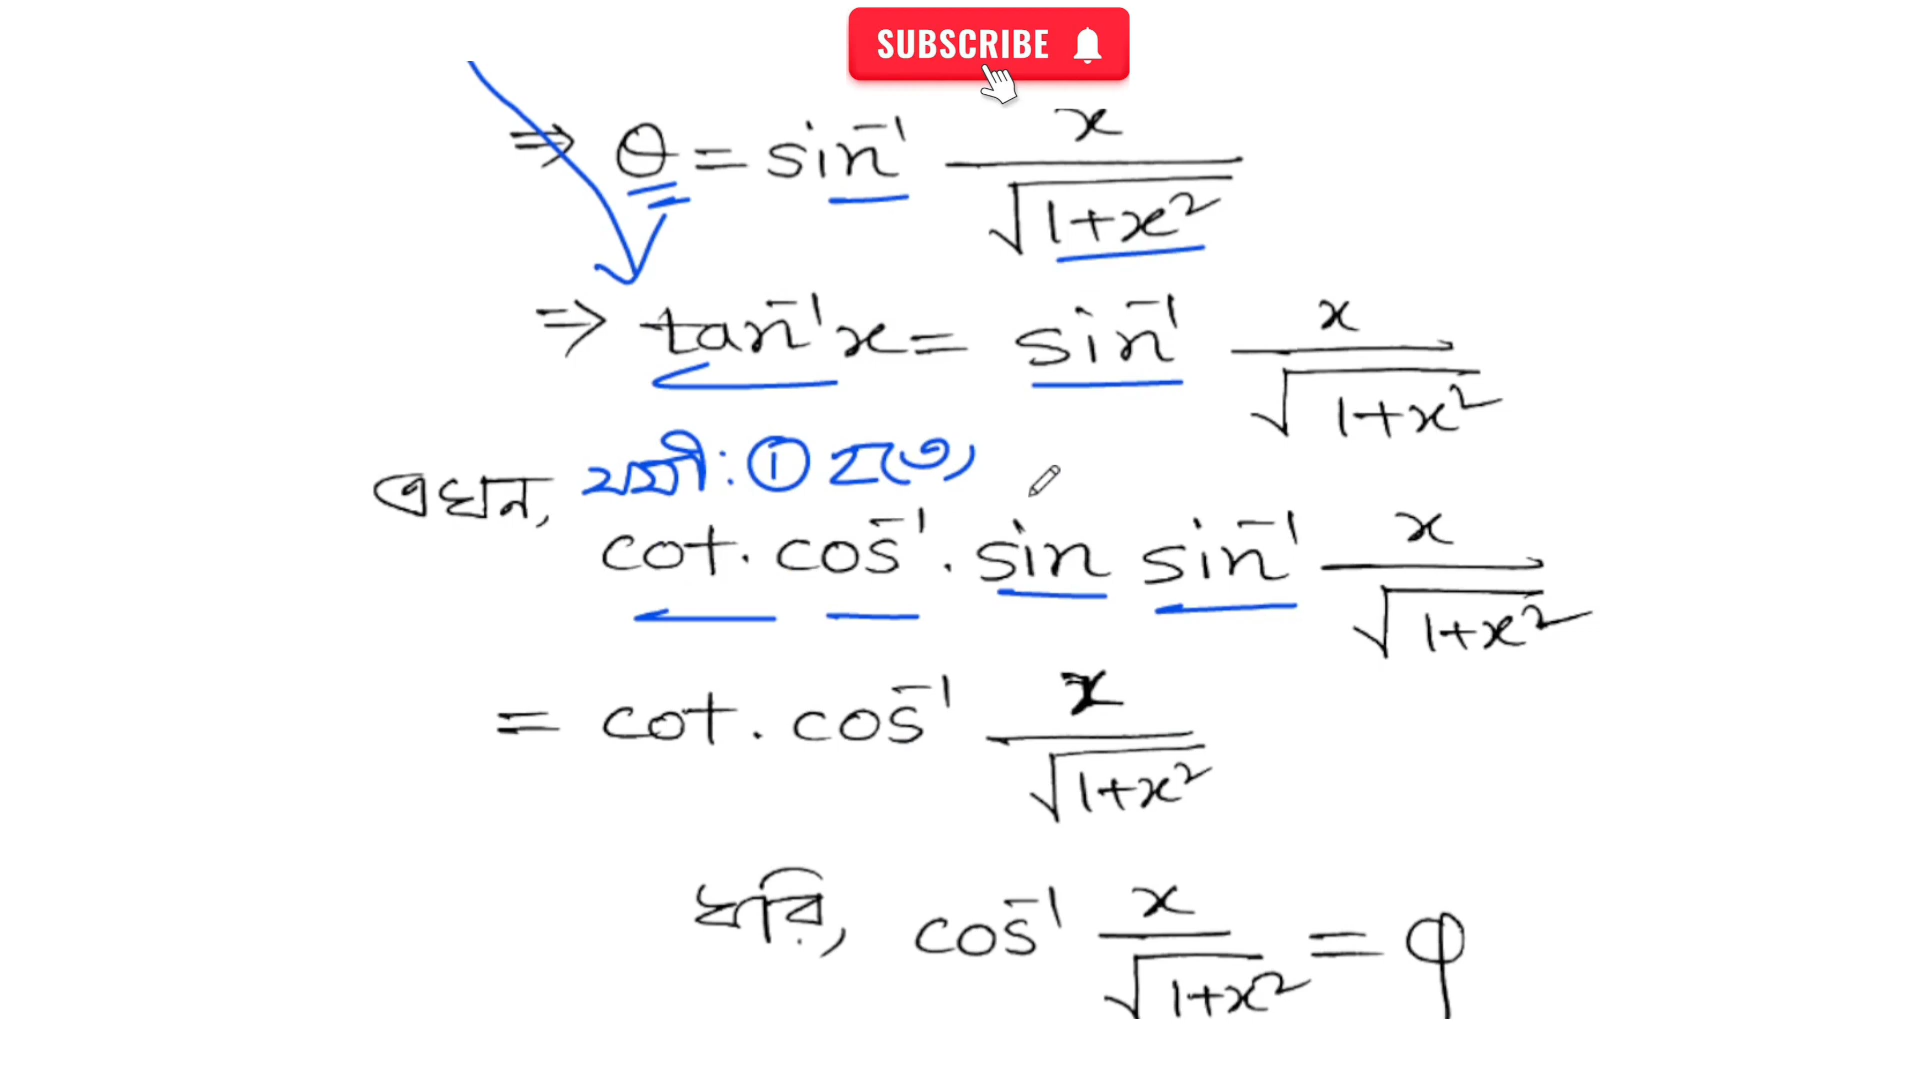 SUBSCRIBE
⇒ θ = sin⁻¹ x/√(1+x²)
⇒ tan⁻¹x = sin⁻¹ x/√(1+x²)
এখন, সমী: ① হতে,
cot. cos⁻¹. sin sin⁻¹ x/√(1+x²)
= cot. cos⁻¹ x/√(1+x²)
ধরি, cos⁻¹ x/√(1+x²) = φ